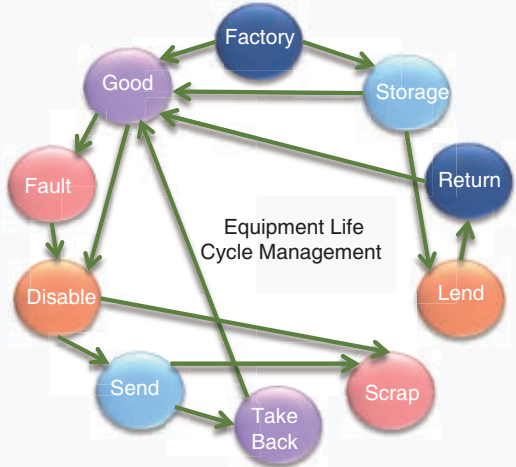 Factory
Good
Storage
Fault
Return
Equipment Life
Cycle Management
Disable
Lend
Send
Scrap
Take
Back